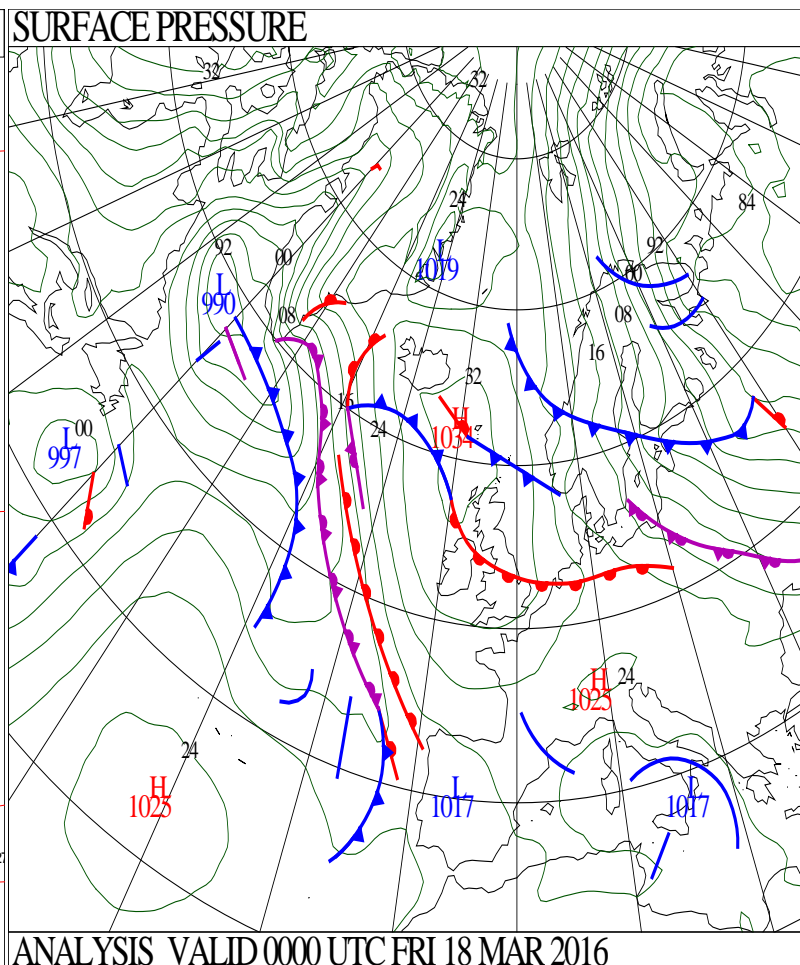 SURFACE PRESSURE
32
32
24
84
92
92
00
L
1019
00
L
990
08
08
16
32
16
24
H
1034
00
L
997
H
1025
24
24
H
1025
L
1017
L
1017
ANALYSIS VALID 0000 UTC FRI 18 MAR 2016